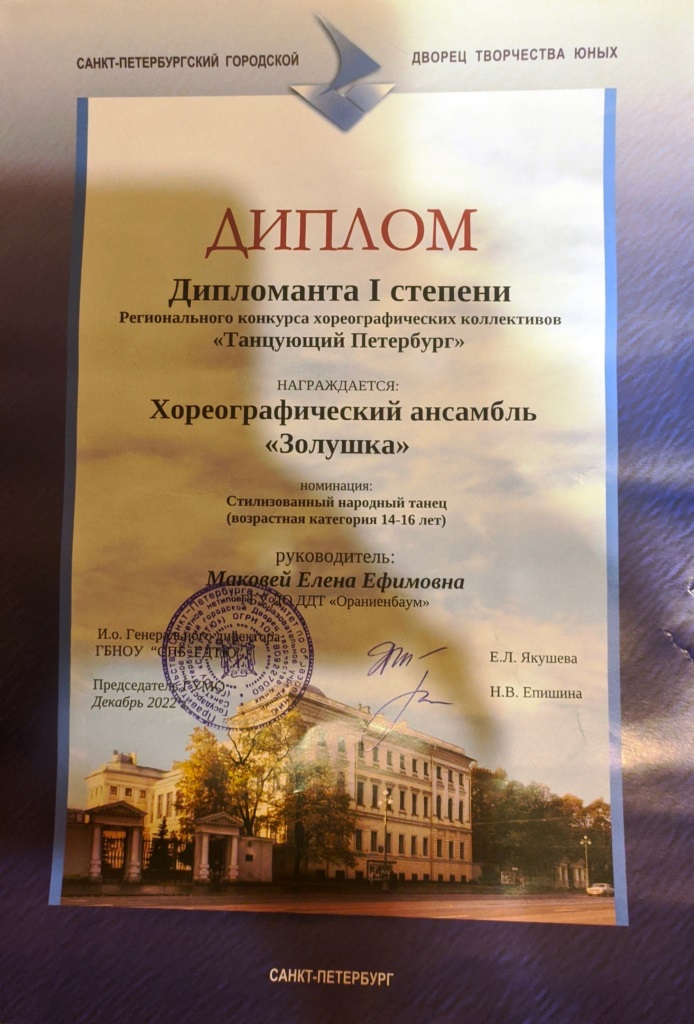 САНКТ-ПЕТЕРБУРГСКИЙ ГОРОДСКОЙ ДВОРЕЦ ТВОРЧЕСТВА ЮНЫХ
ДИПЛОМ
Дипломанта I степени
Регионального конкурса хореографических коллективов
«Танцующий Петербург»
НАГРАЖДАЕТСЯ:
Хореографический ансамбль
«Золушка»
номинация:
Стилизованный народный танец
(возрастная категория 14-16 лет)
руководитель:
Маковей Елена Ефимовна
ДДТ «Ораниенбаум»
И.о. Генерального директора
ГБНОУ Е.Л. Якушева
Председатель ГУМО Н.В. Епишина
Декабрь 2022
САНКТ-ПЕТЕРБУРГ